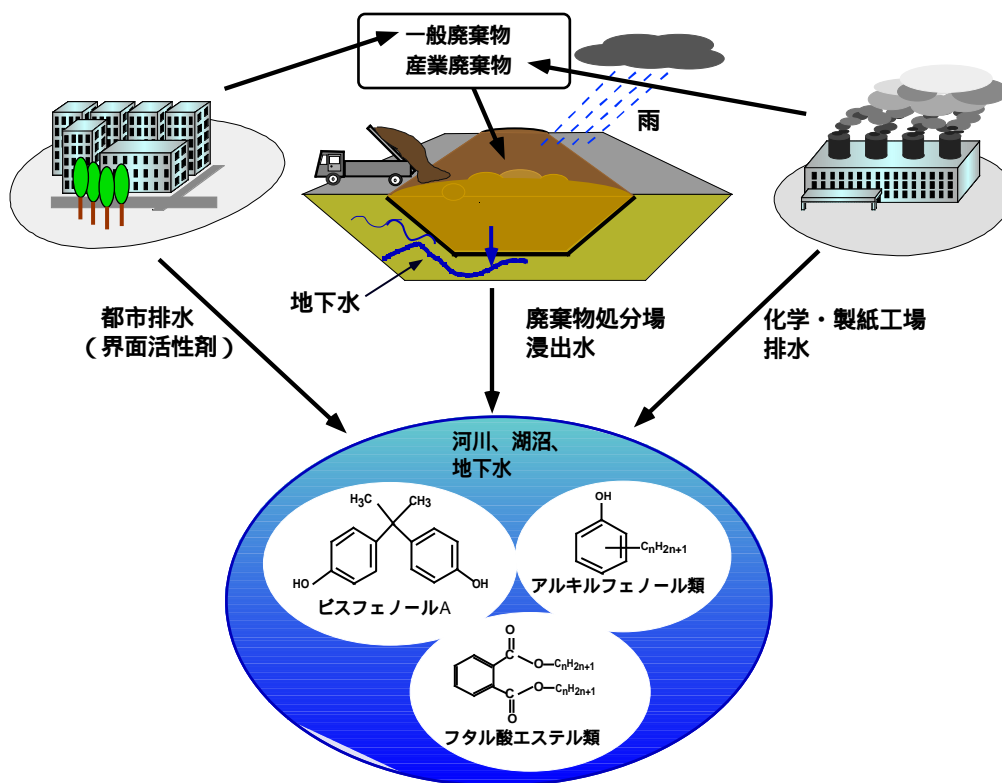 一般廃棄物
産業廃棄物
雨
地下水
都市排水
（界面活性剤）
廃棄物処分場
浸出水
化学・製紙工場
排水
河川、湖沼、
地下水
H3C CH3
HO OH
ビスフェノールA
OH
CnH2n+1
アルキルフェノール類
O
C O CnH2n+1
C O CnH2n+1
O
フタル酸エステル類